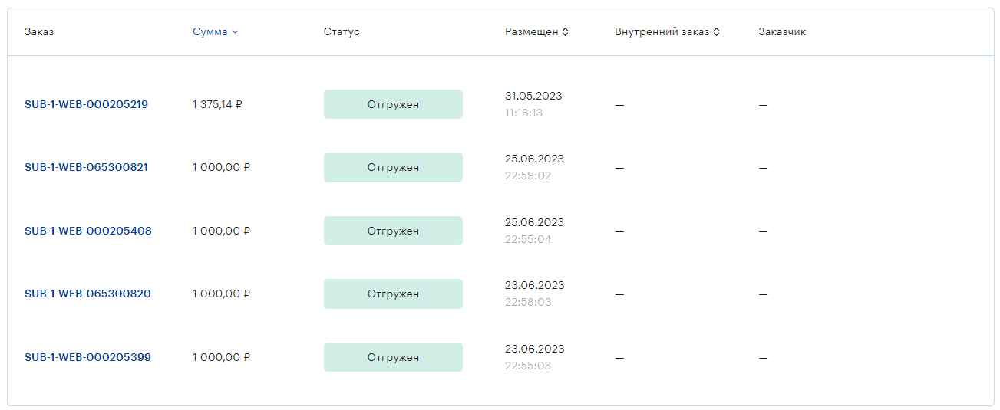 Заказ Сумма Статус Размещен Внутренний заказ Заказчик
SUB-1-WEB-000205219 1 375,14 ₽ Отгружен 31.05.2023 — —
11:16:13
SUB-1-WEB-065300821 1 000,00 ₽ Отгружен 25.06.2023 — —
22:59:02
SUB-1-WEB-000205408 1 000,00 ₽ Отгружен 25.06.2023 — —
22:55:04
SUB-1-WEB-065300820 1 000,00 ₽ Отгружен 23.06.2023 — —
22:58:03
SUB-1-WEB-000205399 1 000,00 ₽ Отгружен 23.06.2023 — —
22:55:08